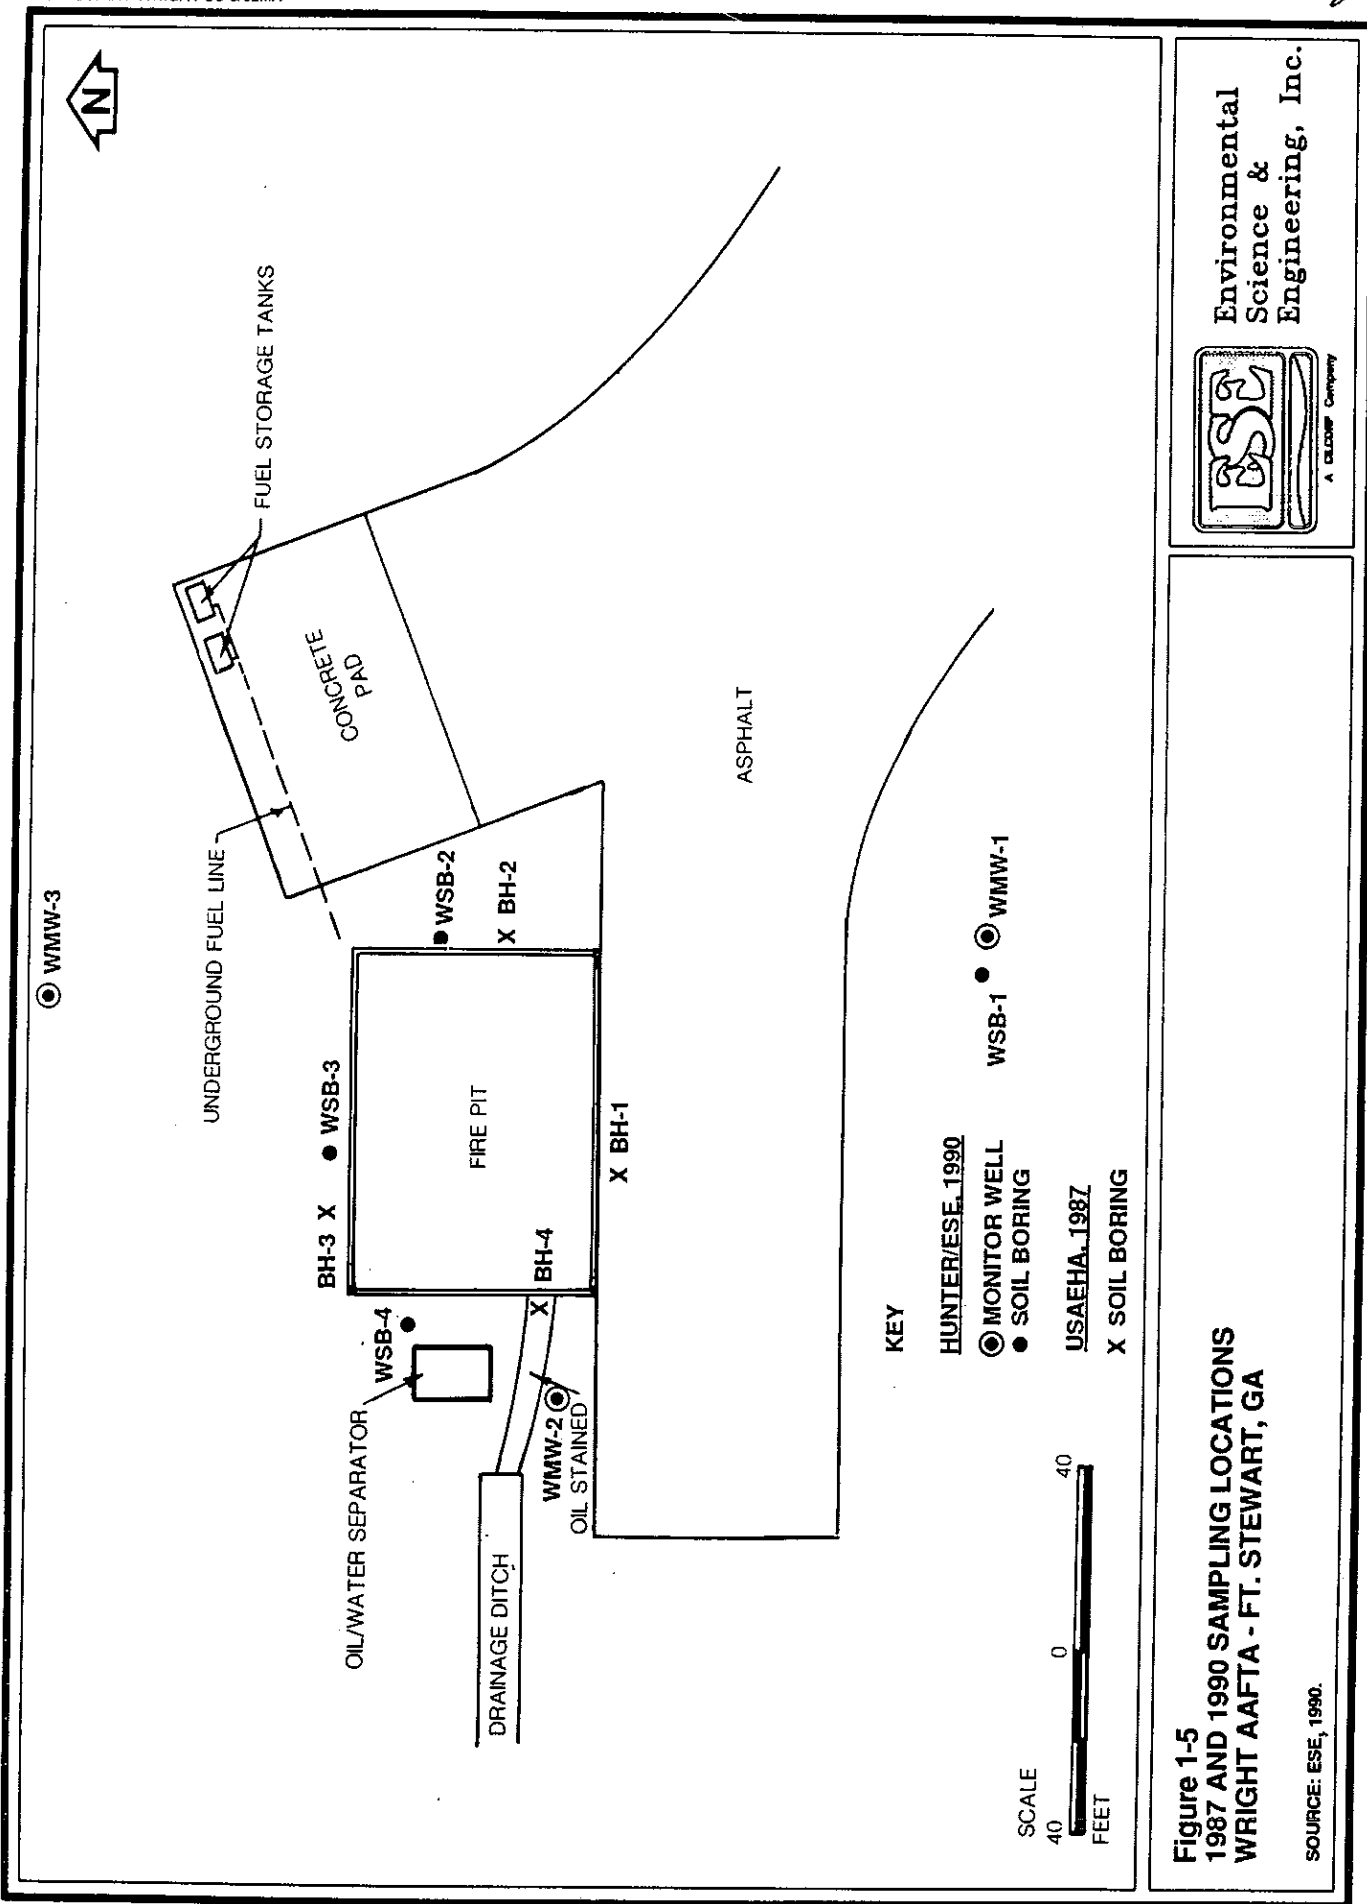 N
WMW-3
FUEL STORAGE TANKS
UNDERGROUND FUEL LINE
CONCRETE
PAD
WSB-3
BH-3 X
WSB-2
X BH-2
WSB-4
OIL/WATER SEPARATOR
FIRE PIT
BH-4
X
DRAINAGE DITCH
WMW-2
OIL STAINED
X BH-1
ASPHALT
KEY
HUNTER/ESE, 1990
MONITOR WELL
SOIL BORING
USAEHA, 1987
X SOIL BORING
WSB-1
WMW-1
SCALE
40 0 40
FEET
Figure 1-5
1987 AND 1990 SAMPLING LOCATIONS
WRIGHT AAFTA - FT. STEWART, GA
SOURCE: ESE, 1990.
ESE
A CILCORP Company
Environmental
Science &
Engineering, Inc.